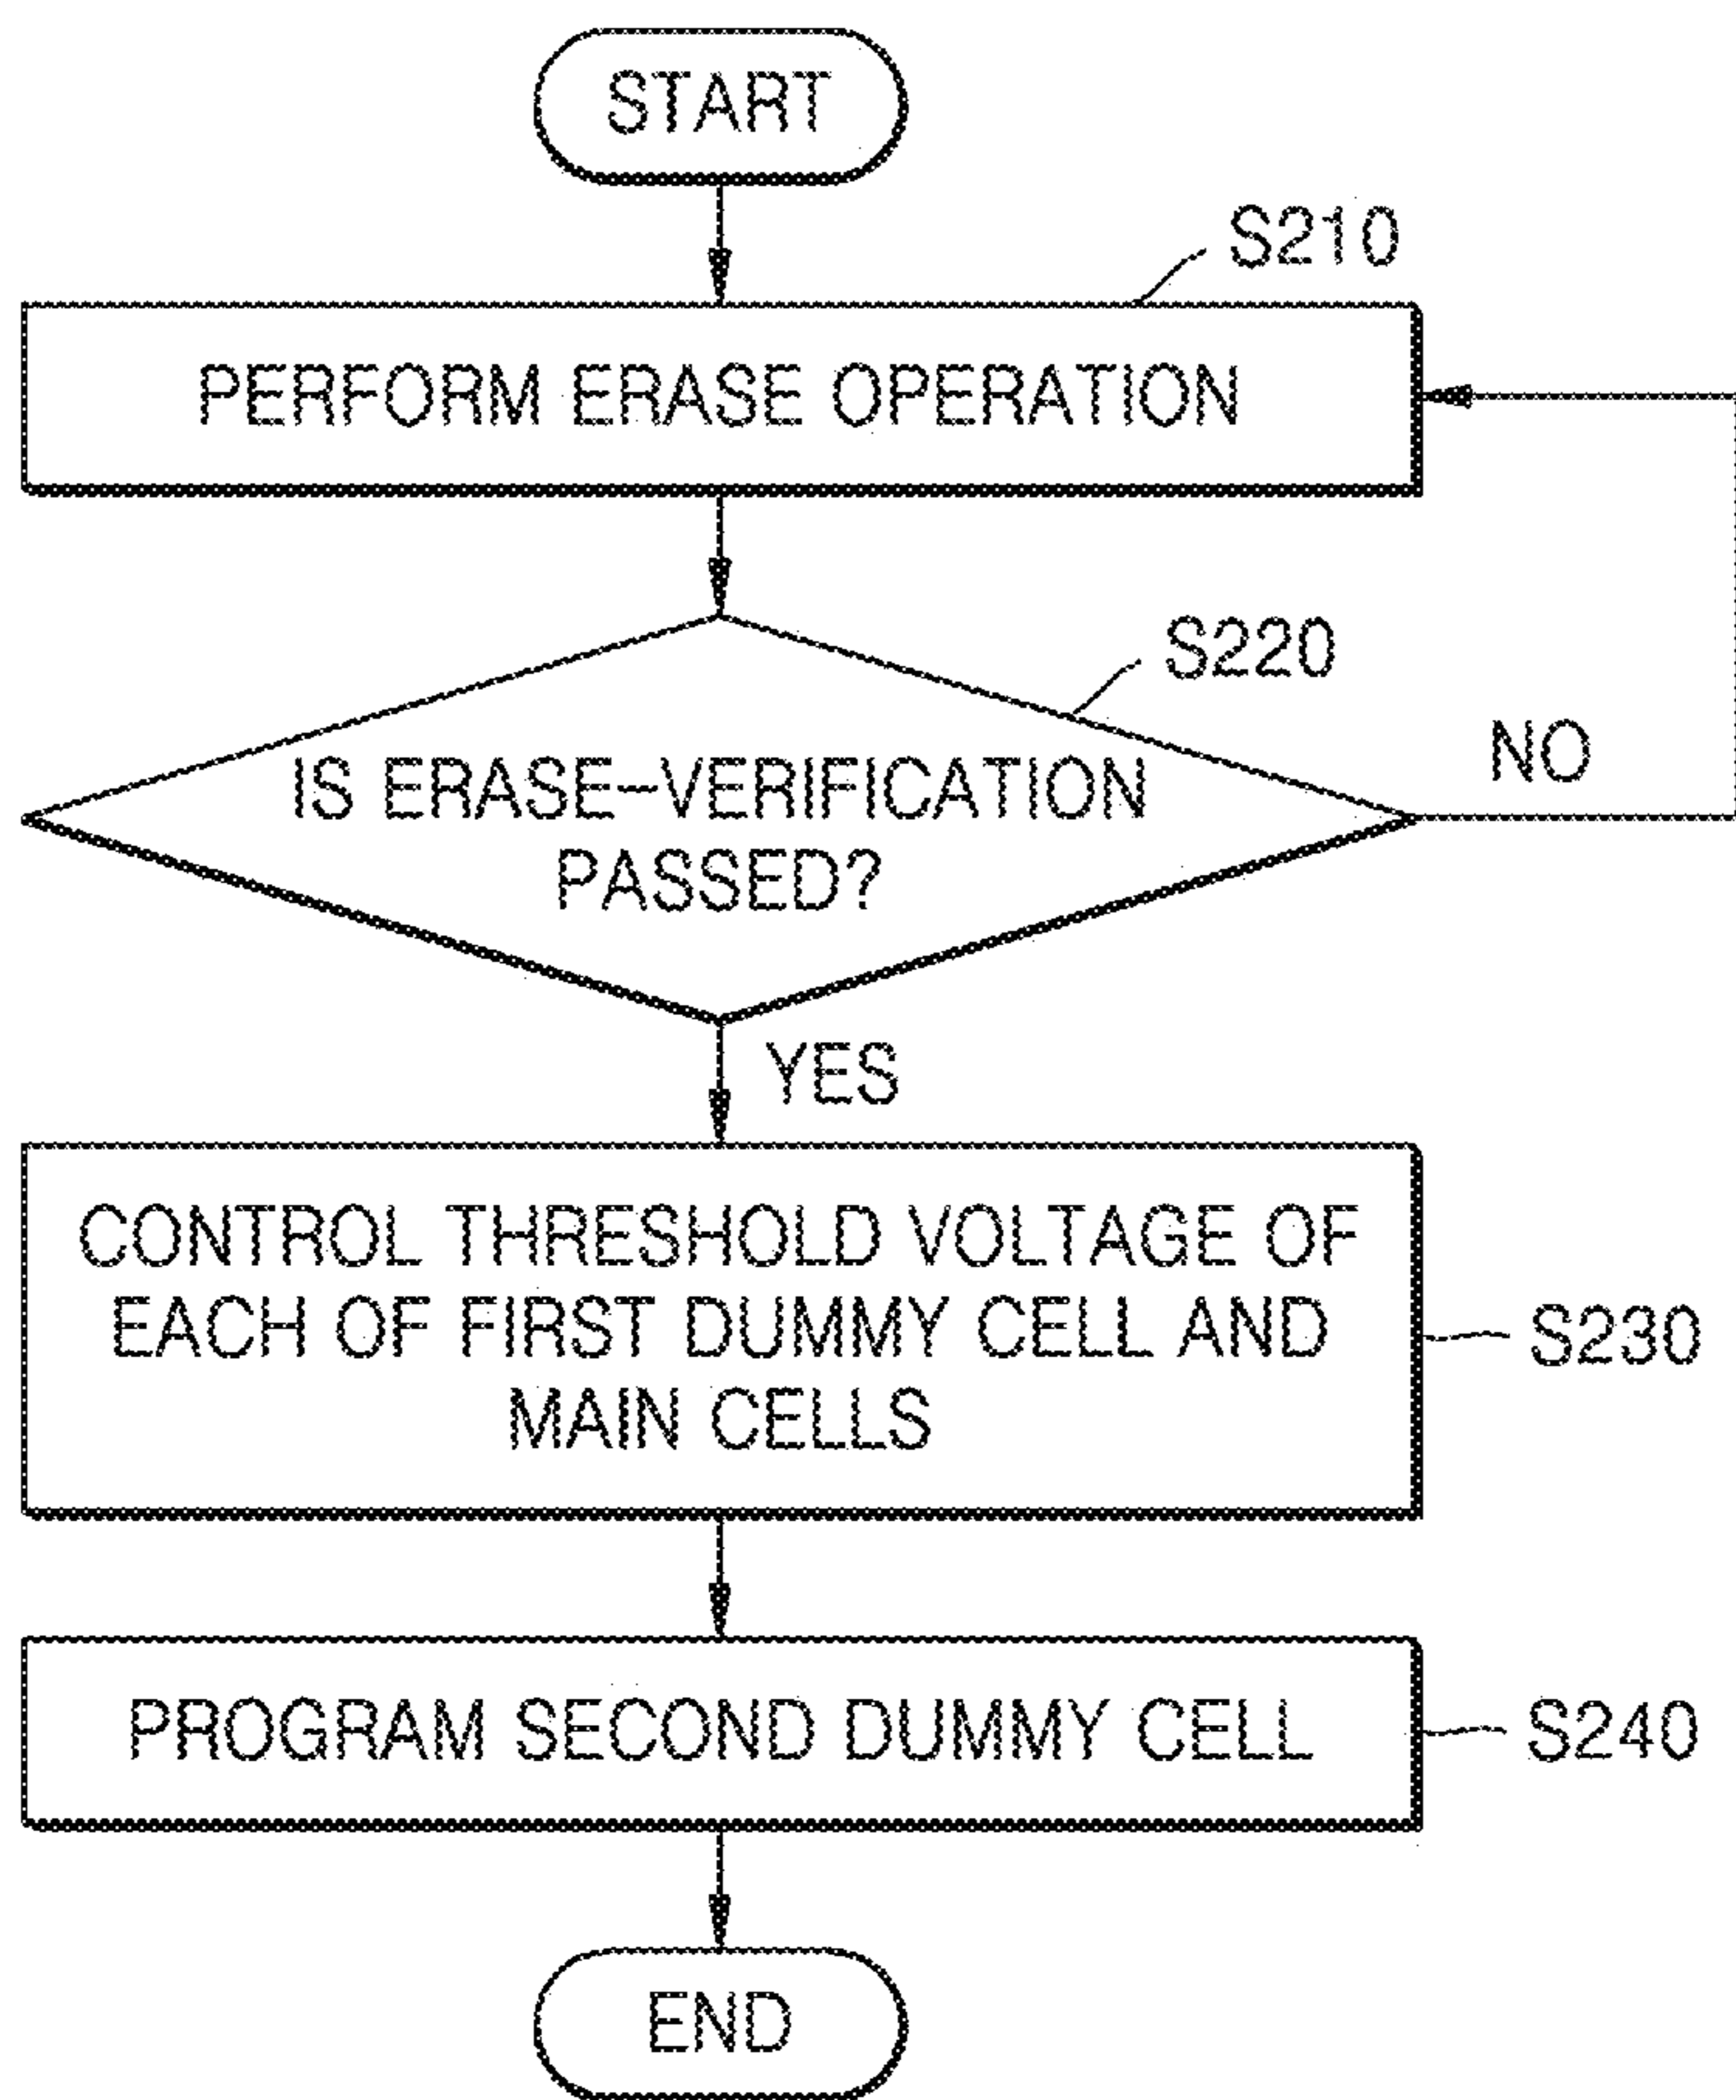 START
S210
PERFORM ERASE OPERATION
S220
IS ERASE-VERIFICATION
PASSED?
NO
YES
CONTROL THRESHOLD VOLTAGE OF
EACH OF FIRST DUMMY CELL AND
MAIN CELLS
S230
PROGRAM SECOND DUMMY CELL
S240
END